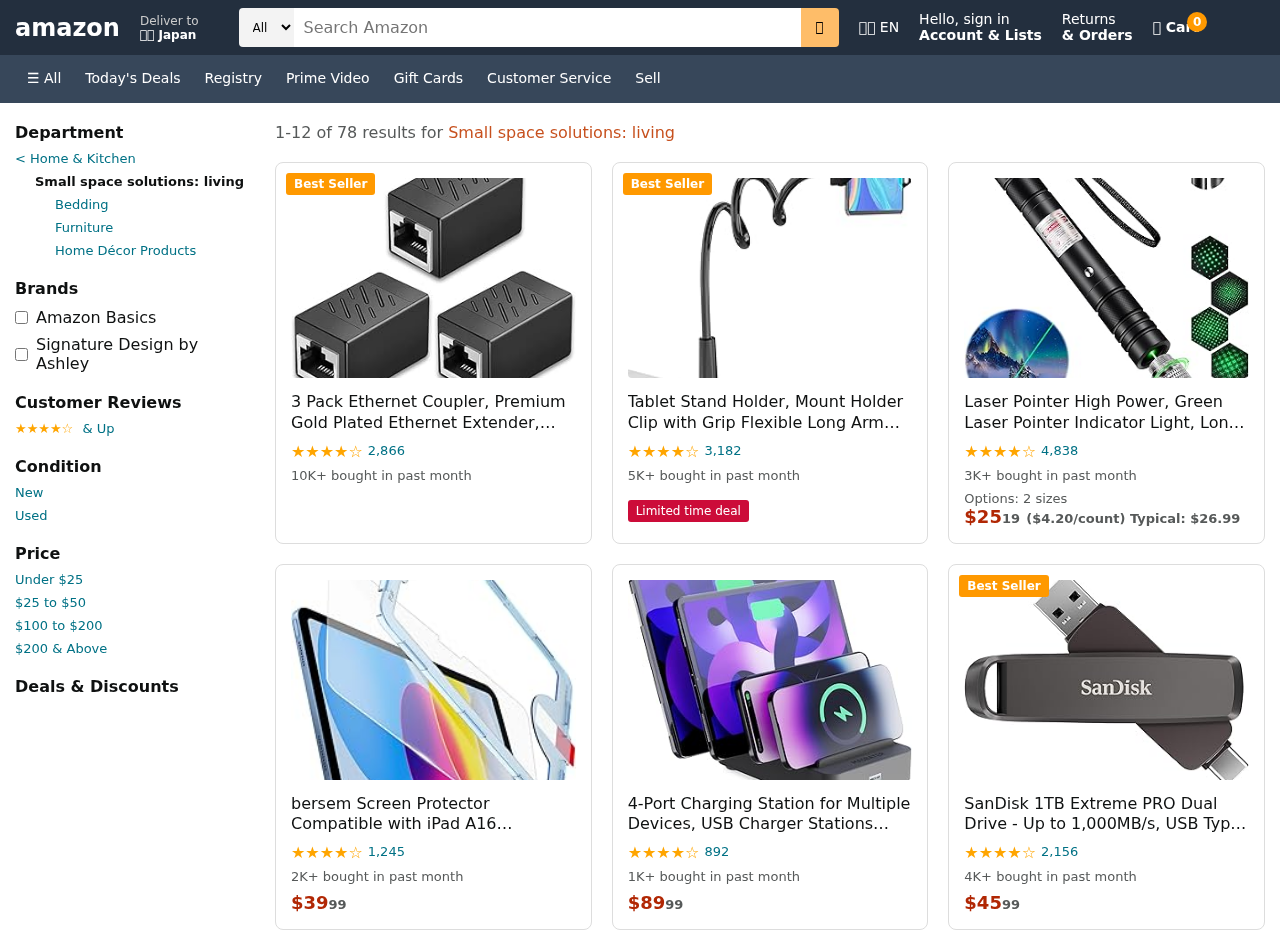 amazon
Deliver to
Japan
All
Search Amazon
EN
Hello, sign in
Account & Lists
Returns
& Orders
0
☰ All
Today's Deals
Registry
Prime Video
Gift Cards
Customer Service
Sell
Department
< Home & Kitchen
Small space solutions: living
Bedding
Furniture
Home Décor Products
Brands
Amazon Basics
Signature Design by
Ashley
Customer Reviews
★★★★☆ & Up
Condition
New
Used
Price
Under $25
$25 to $50
$100 to $200
$200 & Above
Deals & Discounts
1-12 of 78 results for Small space solutions: living
Best Seller
3 Pack Ethernet Coupler, Premium
Gold Plated Ethernet Extender,…
★★★★☆ 2,866
10K+ bought in past month
Best Seller
Tablet Stand Holder, Mount Holder
Clip with Grip Flexible Long Arm…
★★★★☆ 3,182
5K+ bought in past month
Limited time deal
Laser Pointer High Power, Green
Laser Pointer Indicator Light, Lon…
★★★★☆ 4,838
3K+ bought in past month
Options: 2 sizes
$25 19 ($4.20/count) Typical: $26.99
bersem Screen Protector
Compatible with iPad A16…
★★★★☆ 1,245
2K+ bought in past month
$39 99
4-Port Charging Station for Multiple
Devices, USB Charger Stations…
★★★★☆ 892
1K+ bought in past month
$89 99
Best Seller
SanDisk
SanDisk 1TB Extreme PRO Dual
Drive - Up to 1,000MB/s, USB Typ…
★★★★☆ 2,156
4K+ bought in past month
$45 99